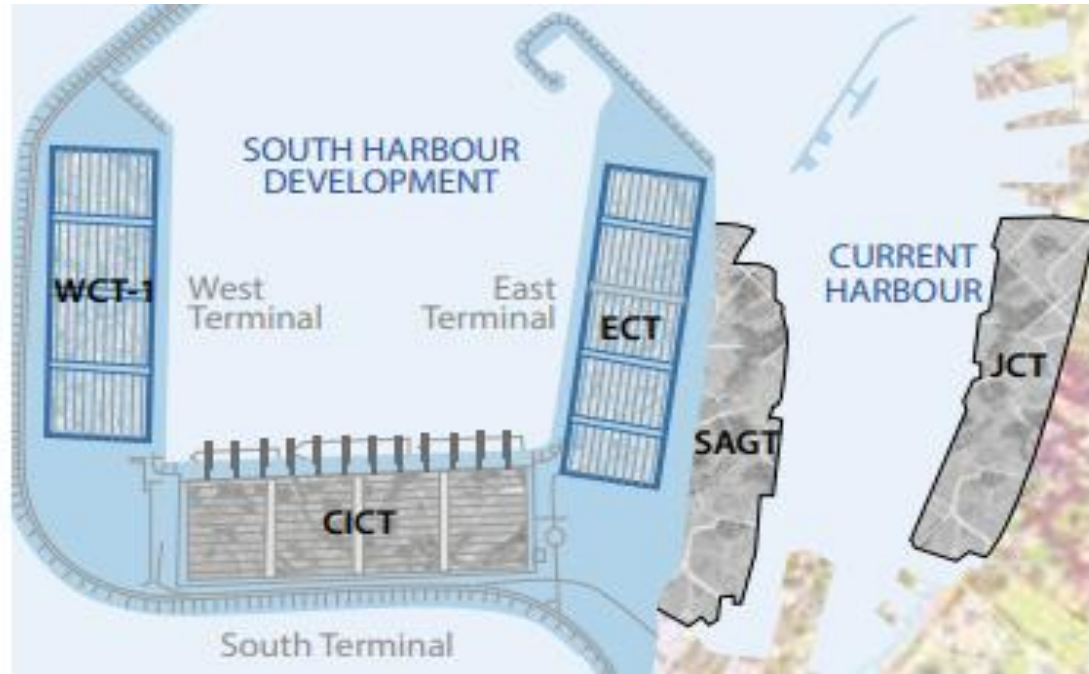 SOUTH HARBOUR
DEVELOPMENT
CURRENT
HARBOUR
WCT-1
West
Terminal
East
Terminal
ECT
JCT
SAGT
CICT
South Terminal